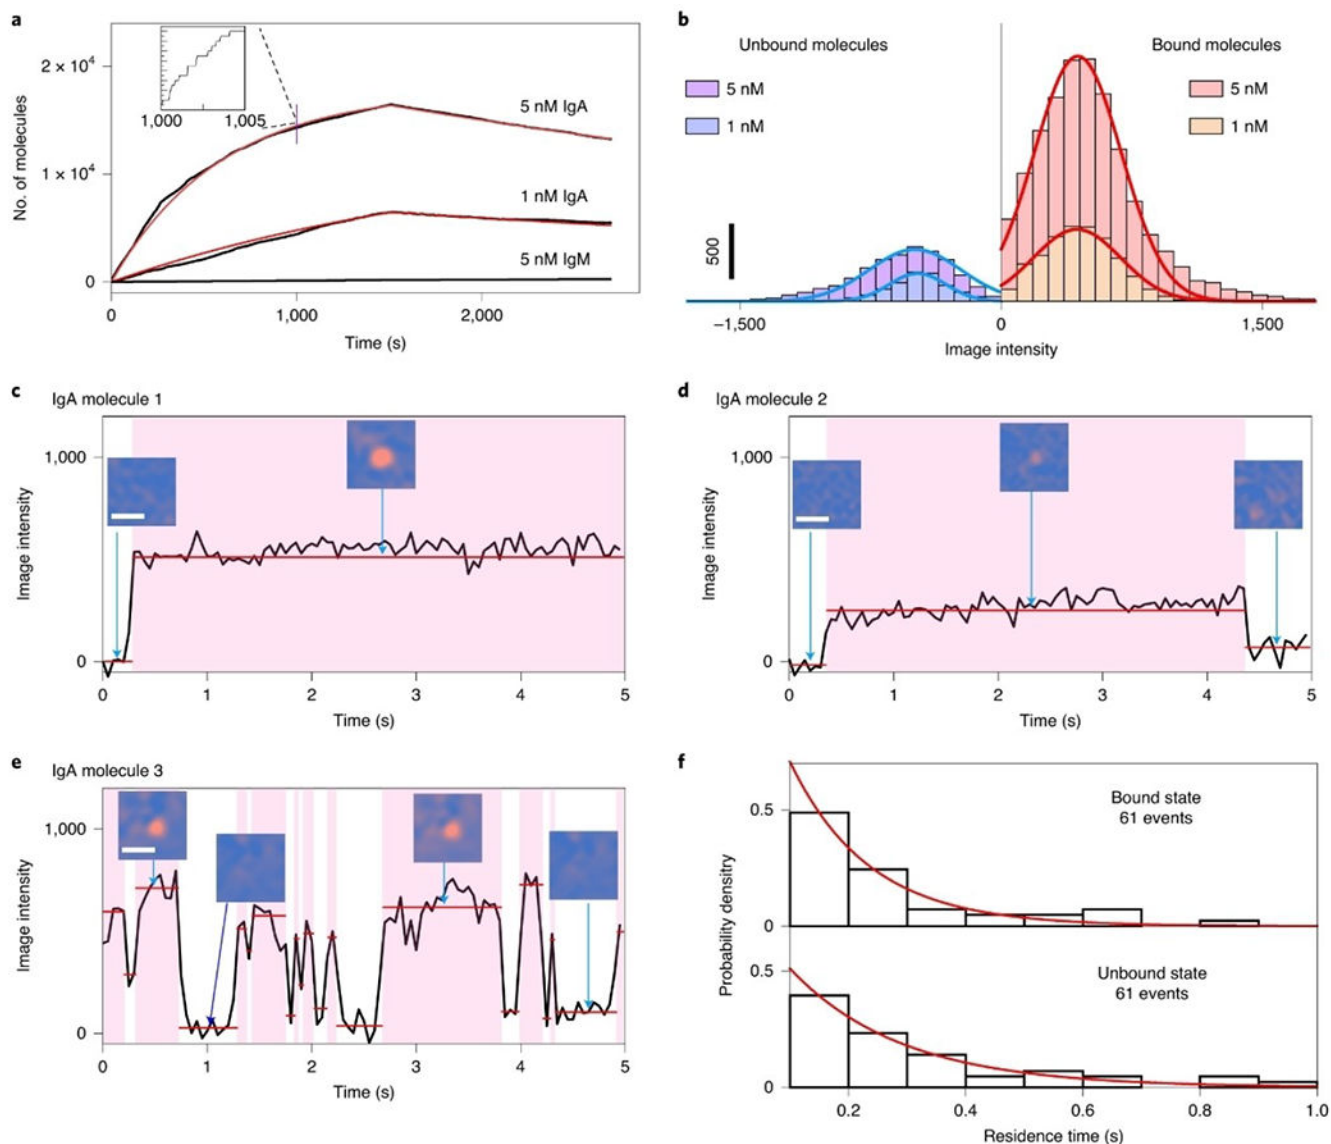 a
2 × 10⁴
1 × 10⁴
0
No. of molecules
1,000
1,005
5 nM IgA
1 nM IgA
5 nM IgM
0
1,000
2,000
Time (s)
b
Unbound molecules
5 nM
1 nM
Bound molecules
5 nM
1 nM
500
−1,500
0
1,500
Image intensity
c
IgA molecule 1
1,000
0
Image intensity
0
1
2
3
4
5
Time (s)
d
IgA molecule 2
1,000
0
Image intensity
0
1
2
3
4
5
Time (s)
e
IgA molecule 3
1,000
0
Image intensity
0
1
2
3
4
5
Time (s)
f
0.5
0
Bound state
61 events
0.5
0
Unbound state
61 events
Probability densitry
0.2
0.4
0.6
0.8
1.0
Residence time (s)